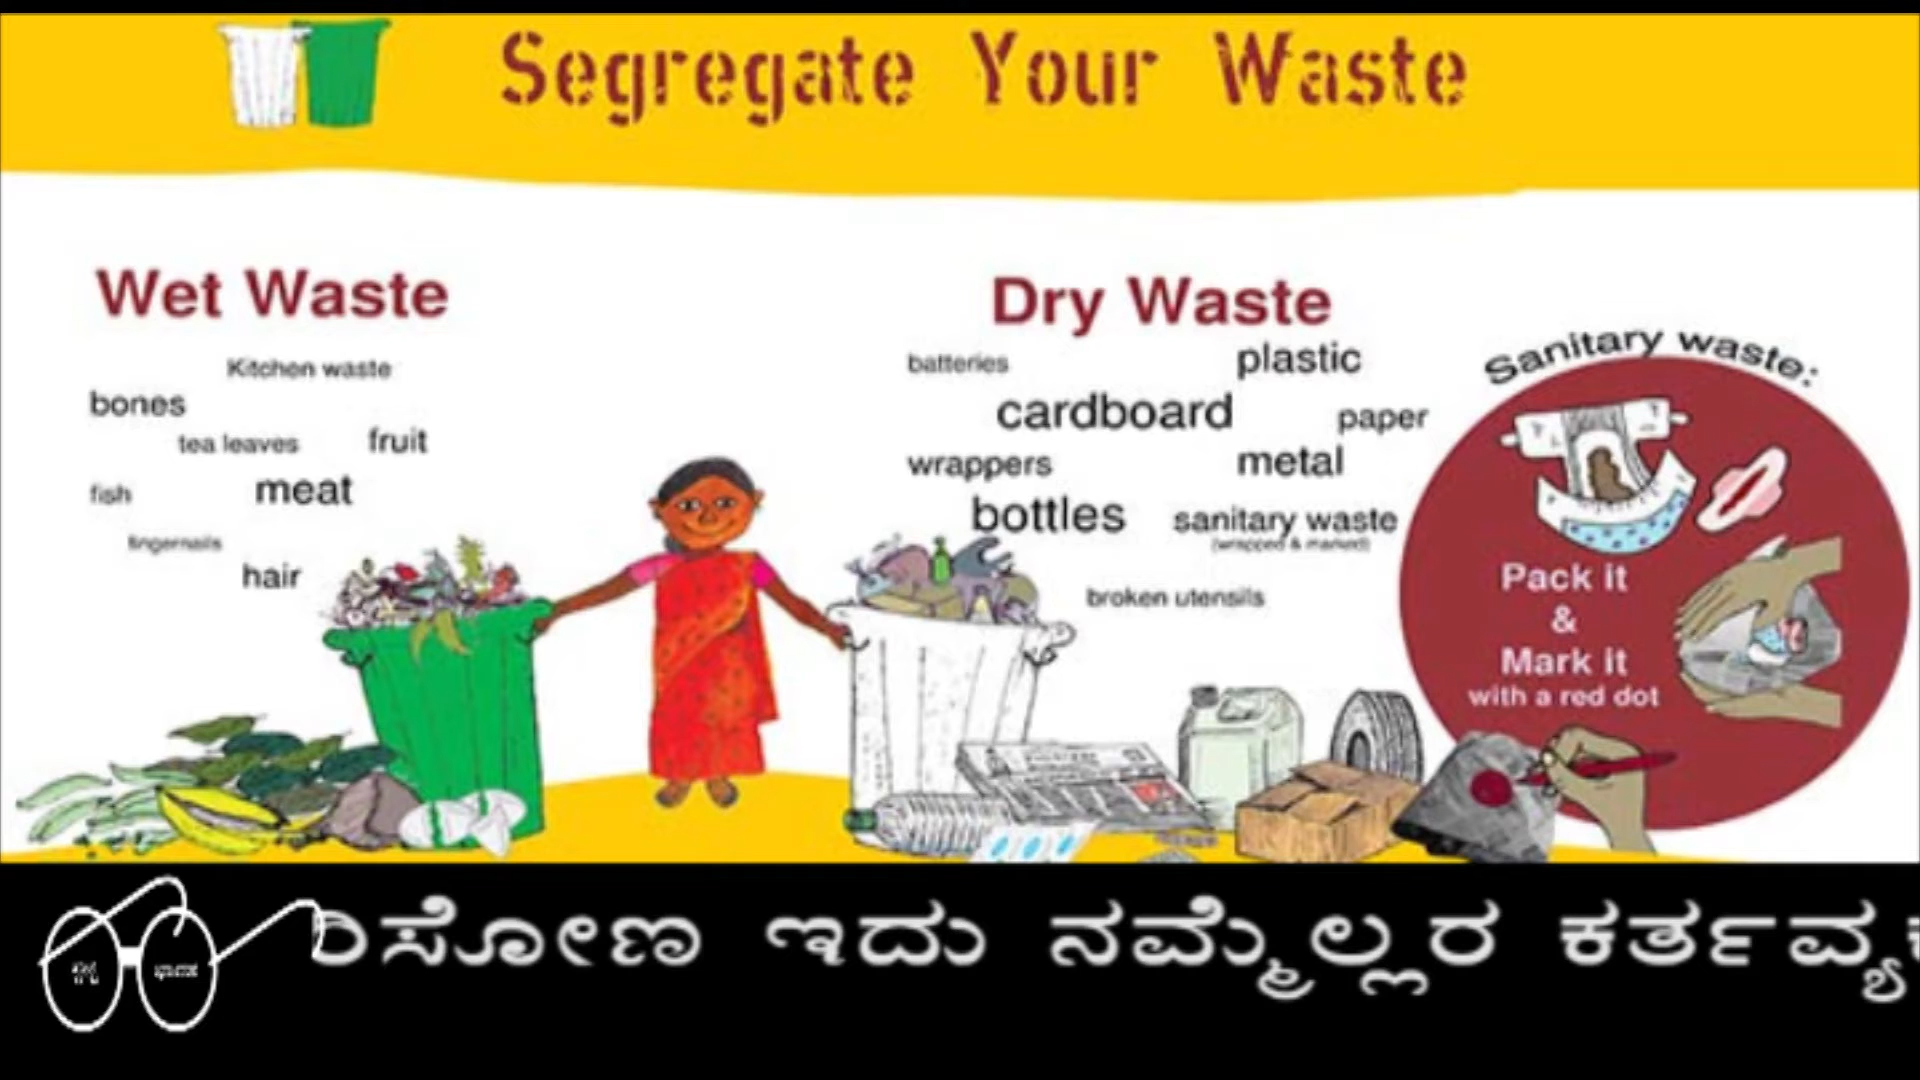 Segregate Your Waste
Wet Waste
Kitchen waste
bones
tea leaves fruit
fish meat
fingernails
hair
Dry Waste
batteries plastic
cardboard paper
wrappers metal
bottles sanitary waste
(wrapped & marked)
broken utensils
Sanitary waste:
Pack it
&
Mark it
with a red dot
ರಿಸೋಣ ಇದು ನಮ್ಮೆಲ್ಲರ ಕರ್ತವ್ಯ